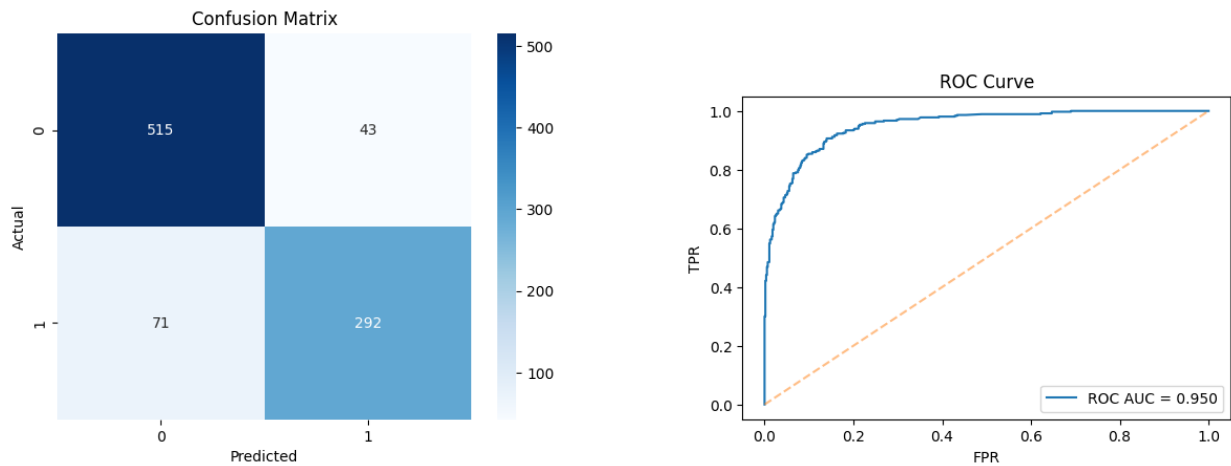 Confusion Matrix
500
400
300
200
100
515 43
71 292
0
1
Actual
0 1
Predicted
ROC Curve
1.0
0.8
0.6
0.4
0.2
0.0
TPR
ROC AUC = 0.950
0.0 0.2 0.4 0.6 0.8 1.0
FPR